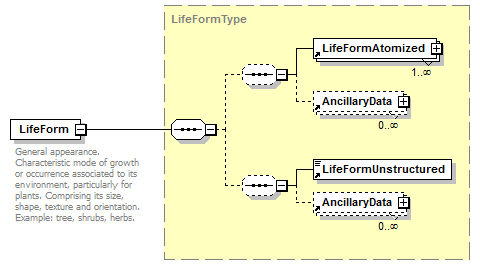 LifeFormType
LifeFormAtomized
1..∞
AncillaryData
0..∞
LifeForm
General appearance.
Characteristic mode of growth
or occurrence associated to its
environment, particularly for
plants. Comprising its size,
shape, texture and orientation.
Example: tree, shrubs, herbs.
LifeFormUnstructured
AncillaryData
0..∞